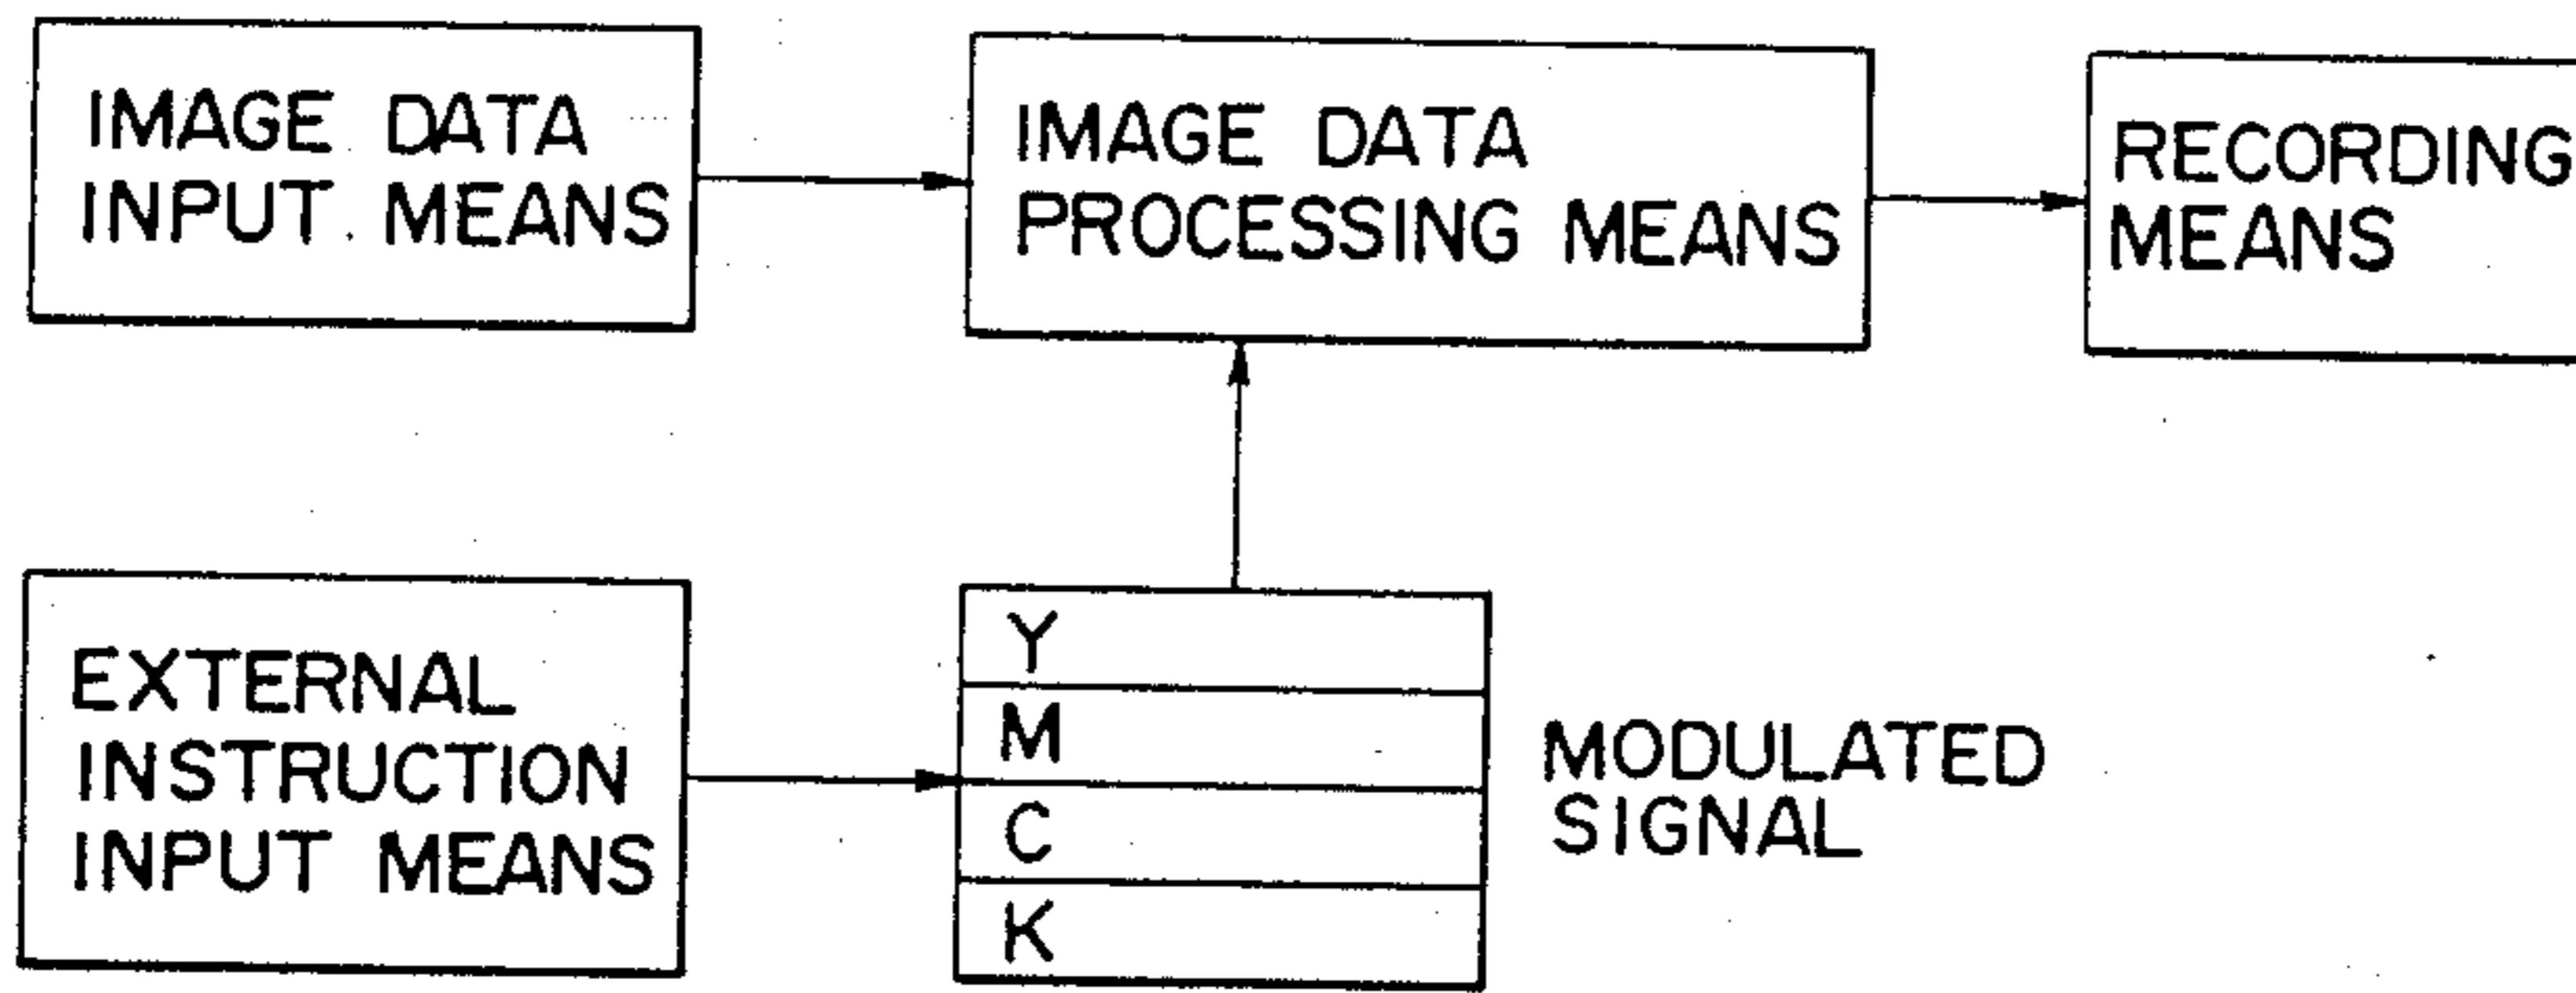 IMAGE DATA
INPUT MEANS
IMAGE DATA
PROCESSING MEANS
RECORDING
MEANS
EXTERNAL
INSTRUCTION
INPUT MEANS
Y
M
C
K
MODULATED
SIGNAL